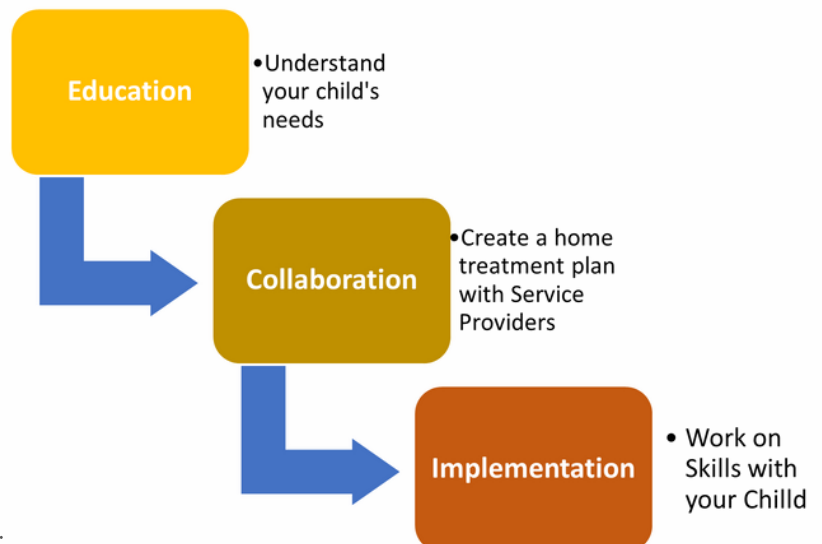 Education
•Understand
your child's
needs
Collaboration
•Create a home
treatment plan
with Service
Providers
Implementation
• Work on
Skills with
your Chilld